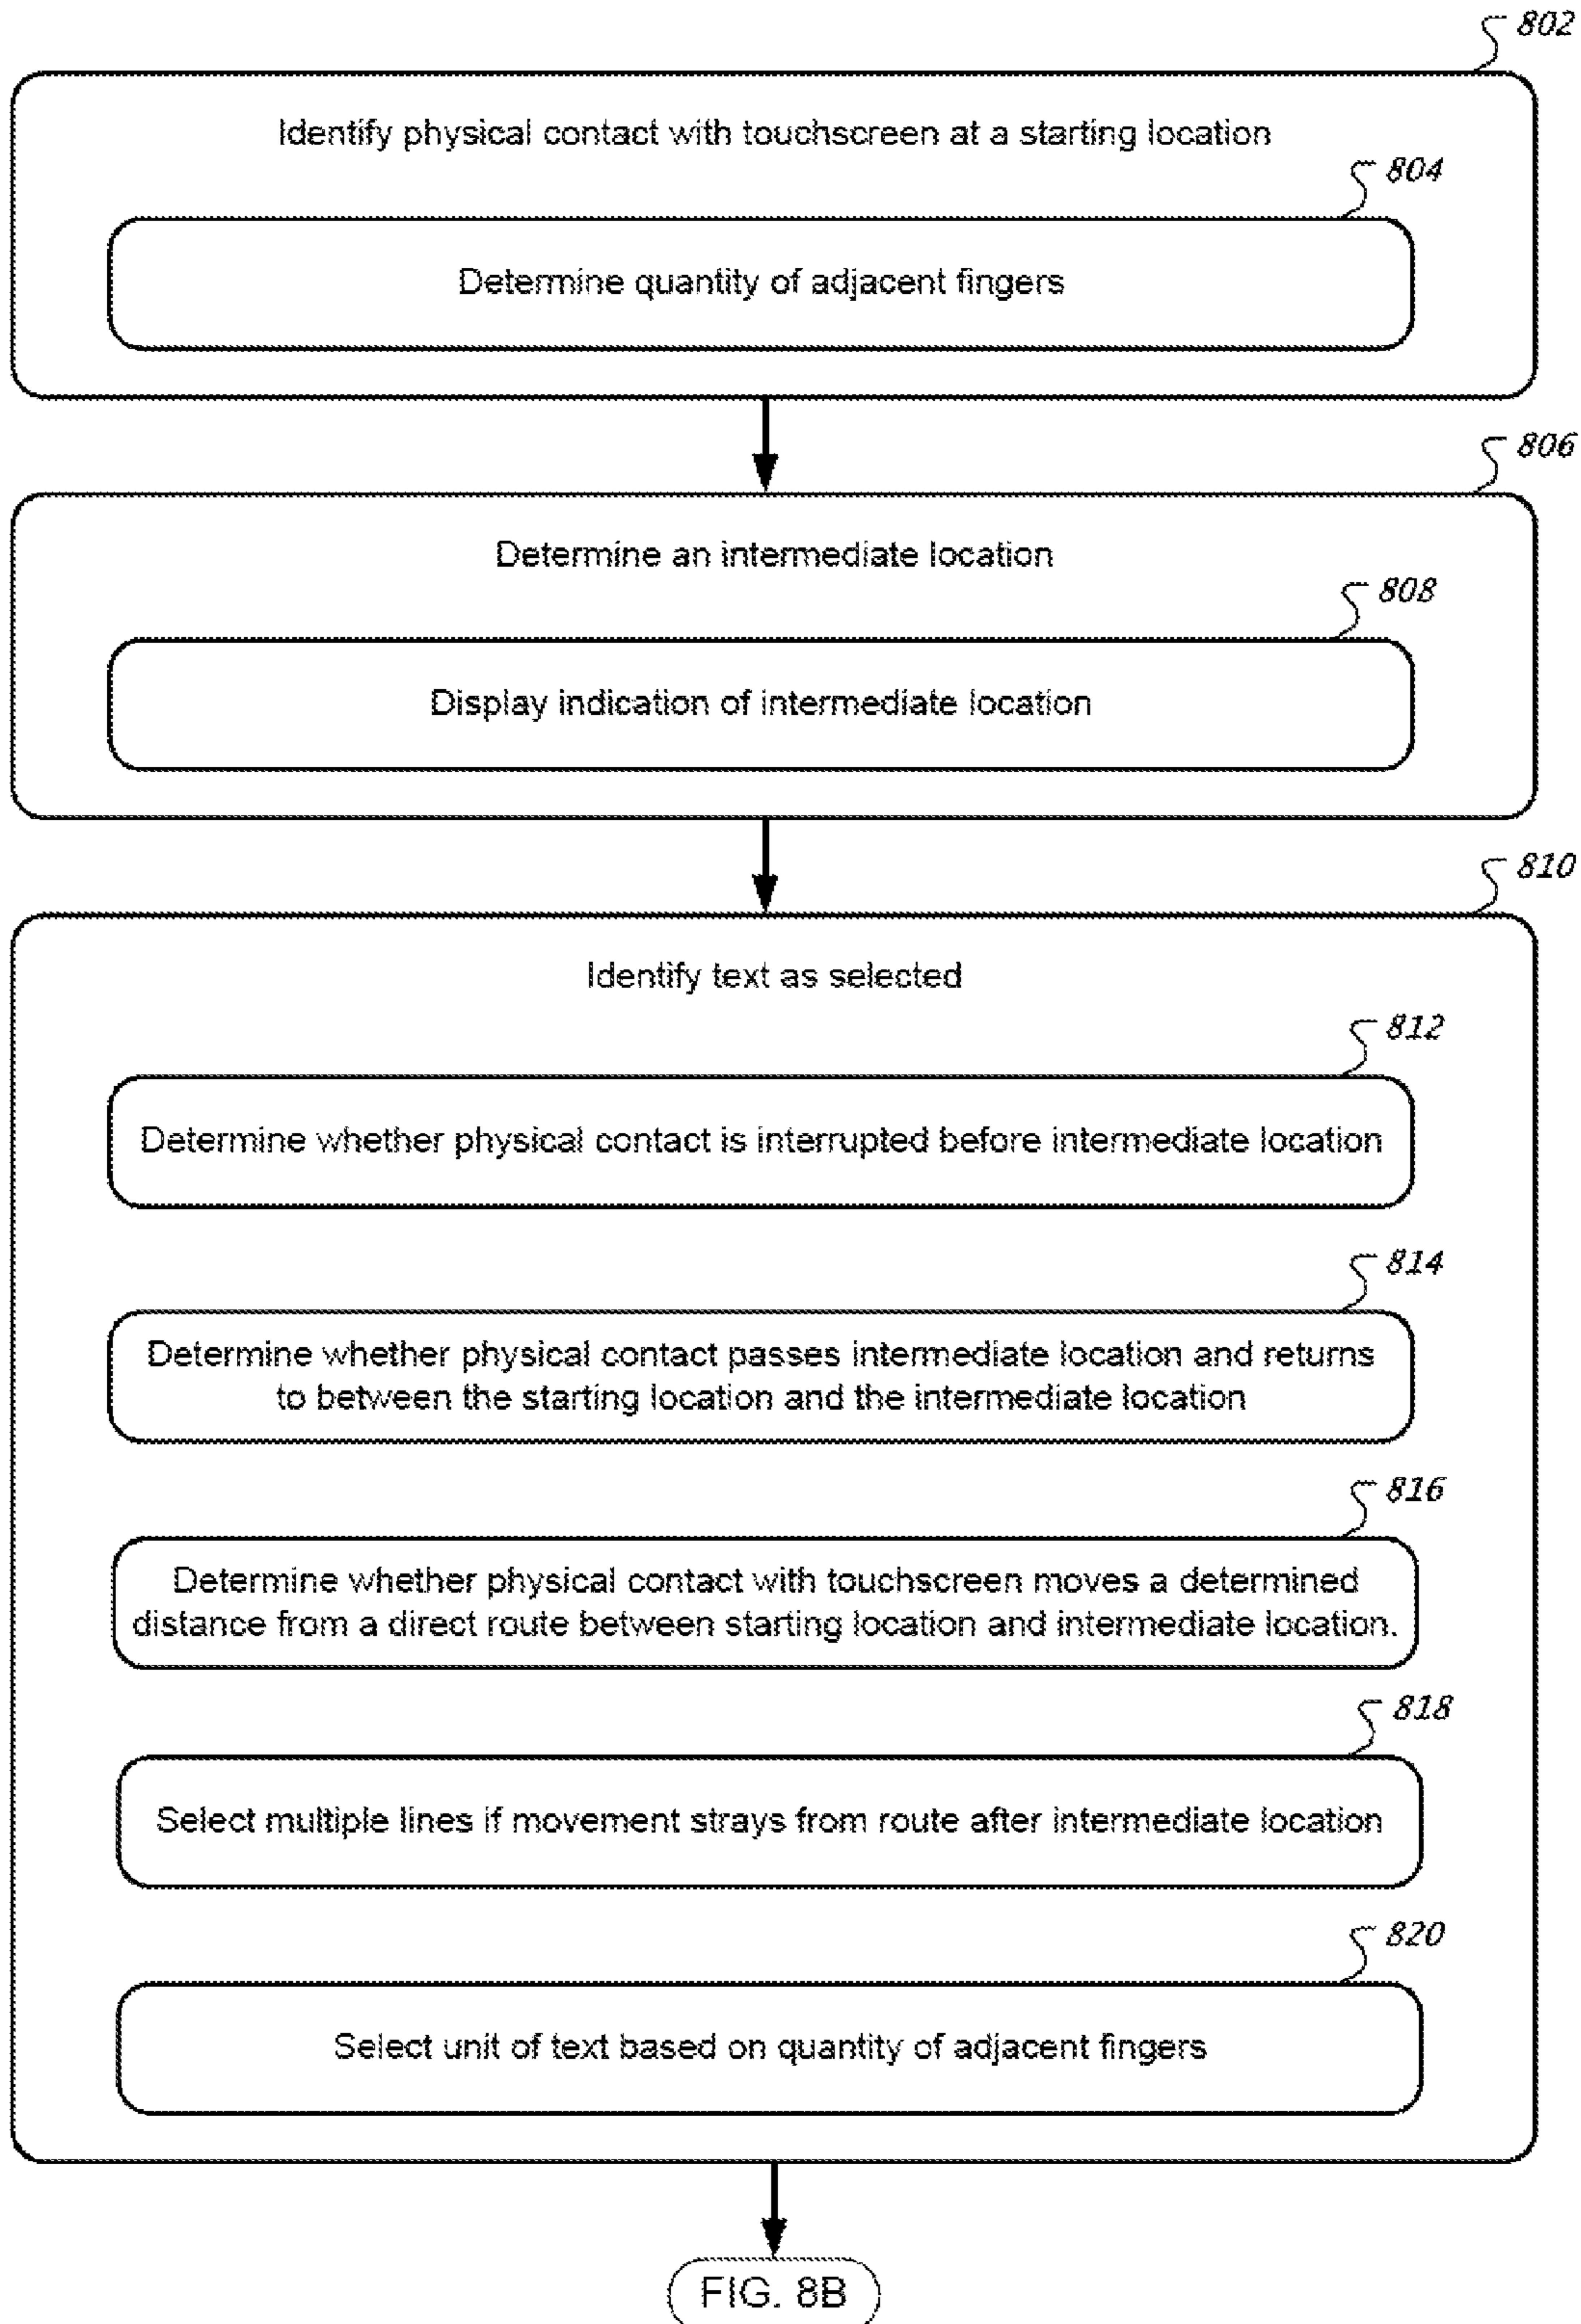 802
Identify physical contact with touchscreen at a starting location
804
Determine quantity of adjacent fingers
806
Determine an intermediate location
808
Display indication of intermediate location
810
Identify text as selected
812
Determine whether physical contact is interrupted before intermediate location
814
Determine whether physical contact passes intermediate location and returns
to between the starting location and the intermediate location
816
Determine whether physical contact with touchscreen moves a determined
distance from a direct route between starting location and intermediate location.
818
Select multiple lines if movement strays from route after intermediate location
820
Select unit of text based on quantity of adjacent fingers
FIG. 8B